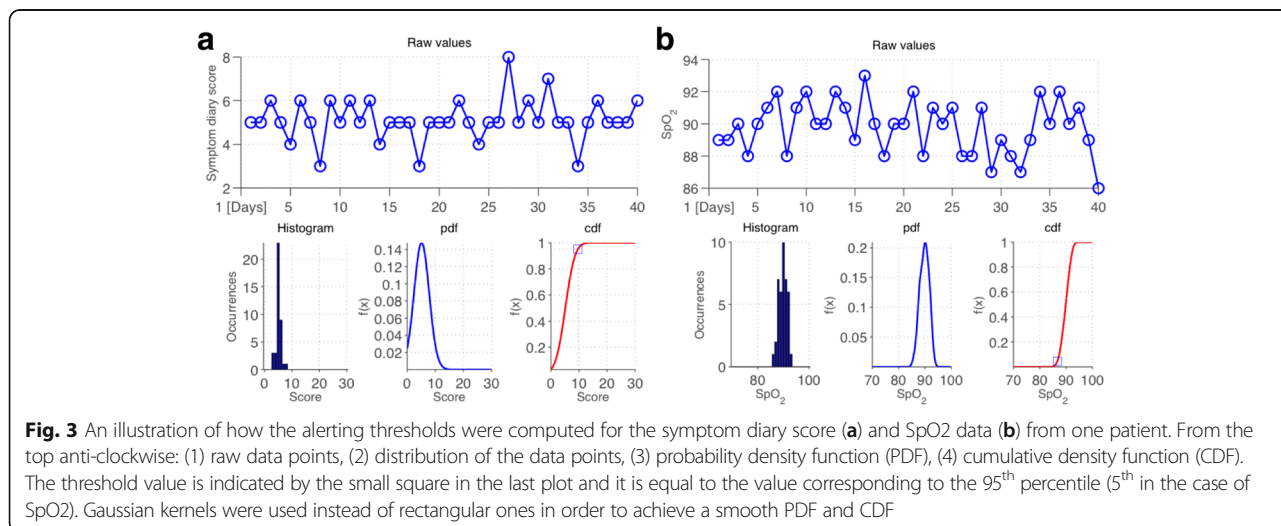 a
Raw values
Symptom diary score
8
6
4
2
1 [Days] 5 10 15 20 25 30 35 40
Histogram
Occurrences
20
15
10
5
0
0 10 20 30
Score
pdf
f(x)
0.14
0.12
0.1
0.08
0.06
0.04
0.02
0 10 20 30
Score
cdf
f(x)
1
0.8
0.6
0.4
0.2
0 10 20 30
Score
b
Raw values
SpO2
94
92
90
88
86
1 [Days] 5 10 15 20 25 30 35 40
Histogram
Occurrences
10
5
0
80 100
SpO2
pdf
f(x)
0.2
0.15
0.1
0.05
70 80 90 100
SpO2
cdf
f(x)
1
0.8
0.6
0.4
0.2
70 80 90 100
SpO2
Fig. 3 An illustration of how the alerting thresholds were computed for the symptom diary score (a) and SpO2 data (b) from one patient. From the
top anti-clockwise: (1) raw data points, (2) distribution of the data points, (3) probability density function (PDF), (4) cumulative density function (CDF).
The threshold value is indicated by the small square in the last plot and it is equal to the value corresponding to the 95th percentile (5th in the case of
SpO2). Gaussian kernels were used instead of rectangular ones in order to achieve a smooth PDF and CDF